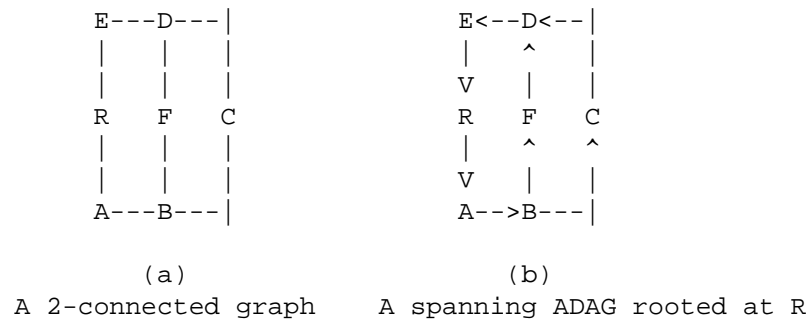 E---D---| E<--D<--|
| | | | ^ |
| | | V | |
R F C R F C
| | | | ^ ^
| | | V | |
A---B---| A-->B---|
(a) (b)
A 2-connected graph A spanning ADAG rooted at R